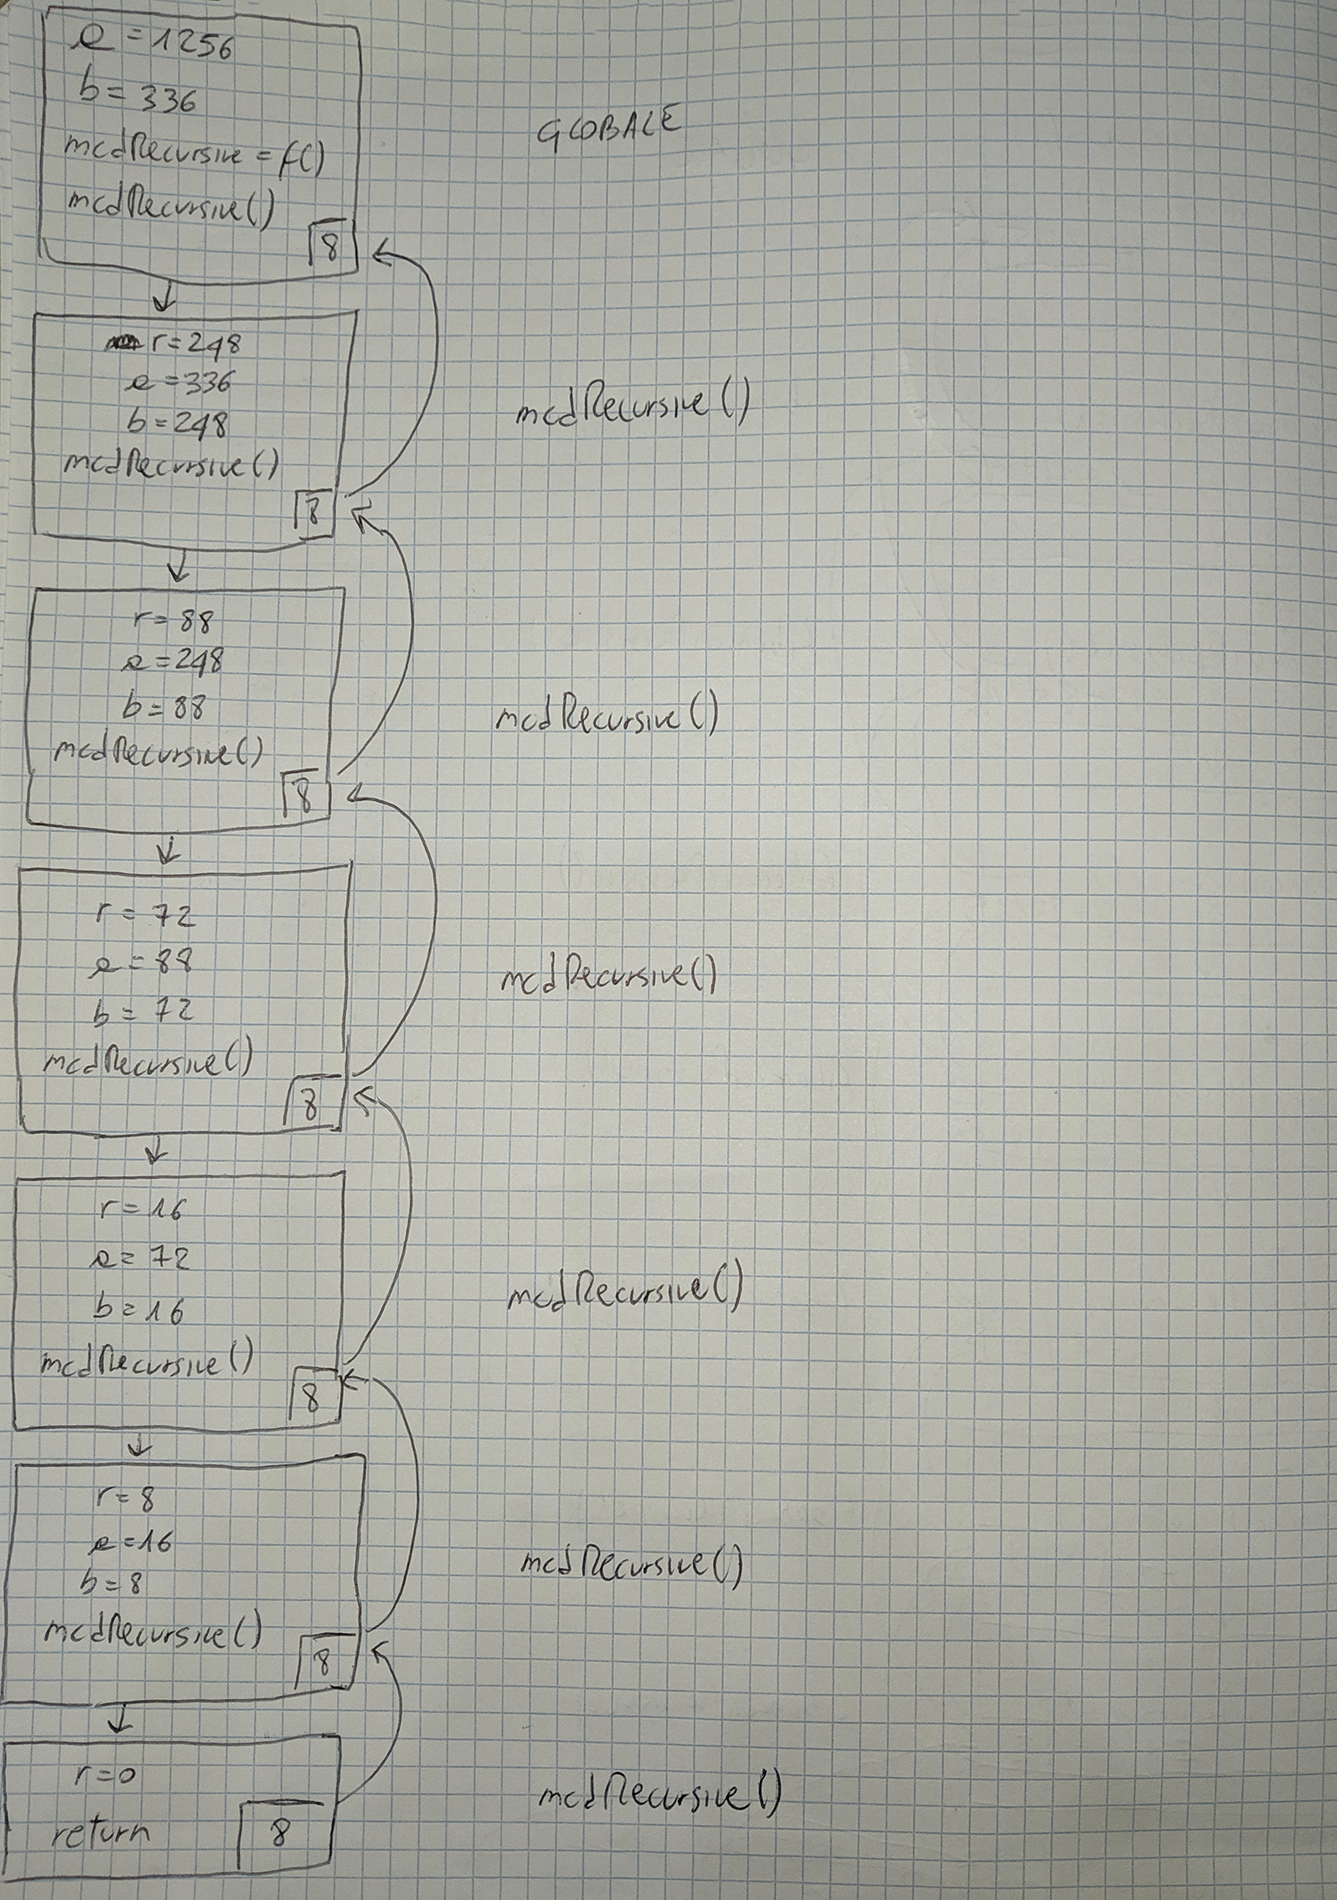 a = 1256
b = 336
GLOBALE
mcdRecursive = f()
mcdRecursive()
8
r = 248
a = 336
b = 248
mcdRecursive()
mcdRecursive()
8
r = 88
a = 248
b = 88
mcdRecursive()
mcdRecursive()
8
r = 72
a = 88
b = 72
mcdRecursive()
mcdRecursive()
8
r = 16
a = 72
b = 16
mcdRecursive()
mcdRecursive()
8
r = 8
a = 16
b = 8
mcdRecursive()
mcdRecursive()
8
r = 0
mcdRecursive()
return 8